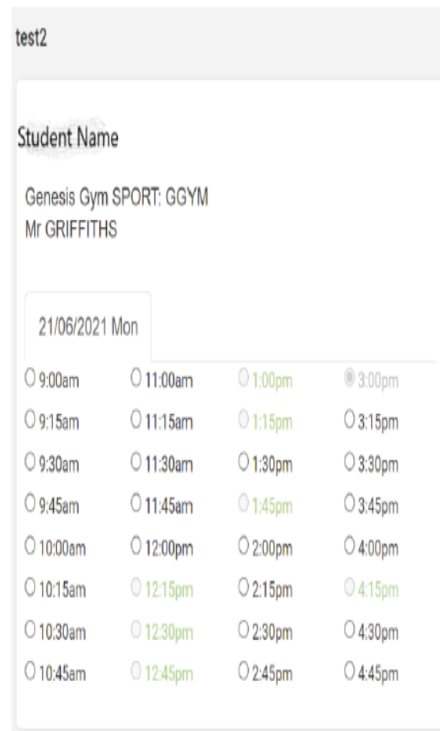 test2
Student Name
Genesis Gym SPORT: GGYM
Mr GRIFFITHS
21/06/2021 Mon
9:00am 11:00am 1:00pm 3:00pm
9:15am 11:15am 1:15pm 3:15pm
9:30am 11:30am 1:30pm 3:30pm
9:45am 11:45am 1:45pm 3:45pm
10:00am 12:00pm 2:00pm 4:00pm
10:15am 12:15pm 2:15pm 4:15pm
10:30am 12:30pm 2:30pm 4:30pm
10:45am 12:45pm 2:45pm 4:45pm